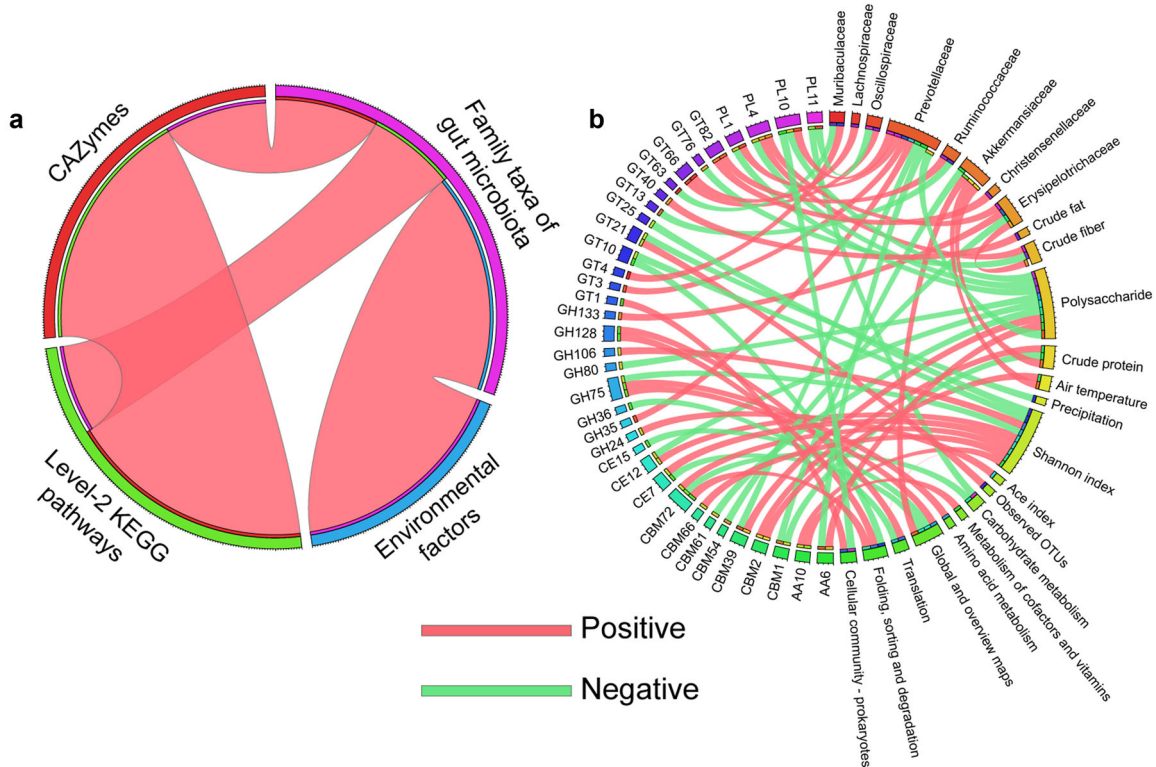 a
CAZymes
Family taxa of
gut microbiota
Level-2 KEGG
pathways
Environmental
factors
b
Muribaculaceae
Lachnospiraceae
Oscillospiraceae
Prevotellaceae
Ruminococcaceae
Akkermansiaceae
Christensenellaceae
Erysipelotrichaceae
Crude fat
Crude fiber
Polysaccharide
Crude protein
Air temperature
Precipitation
Shannon index
Ace index
Observed OTUs
Carbohydrate metabolism
Metabolism of cofactors and vitamins
Amino acid metabolism
Global and overview maps
Translation
Folding, sorting and degradation
Cellular community - prokaryotes
AA6
AA10
CBM1
CBM2
CBM39
CBM54
CBM61
CBM66
CBM72
CE7
CE12
CE15
GH24
GH35
GH36
GH75
GH80
GH106
GH128
GH133
GT1
GT3
GT4
GT10
GT21
GT25
GT13
GT40
GT63
GT66
GT76
GT82
PL1
PL4
PL10
PL11
Positive
Negative